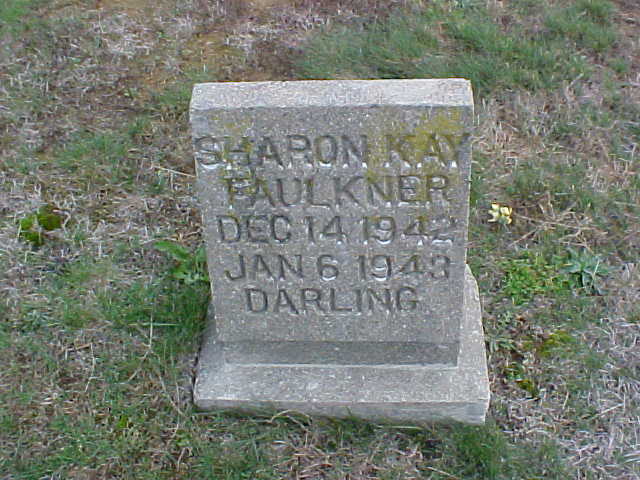 SHARON KAY
FAULKNER
DEC 14 1942
JAN 6 1943
DARLING